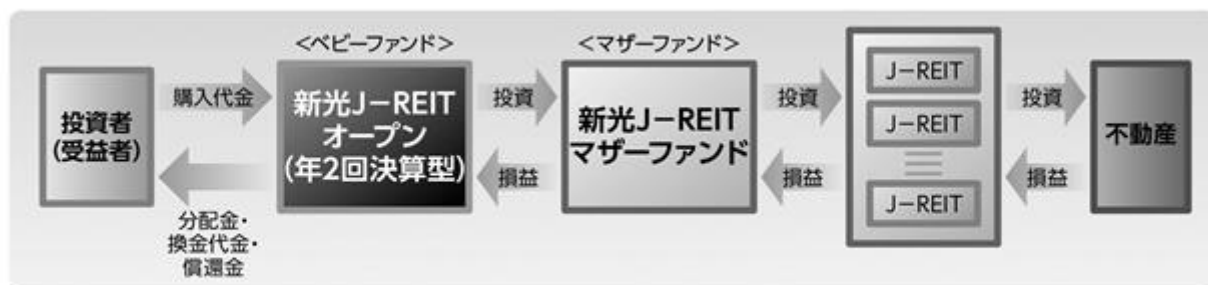 <ベビーファンド>
<マザーファンド>
投資者
(受益者)
購入代金
分配金・
換金代金・
償還金
新光J-REIT
オープン
(年2回決算型)
投資
損益
新光J-REIT
マザーファンド
投資
損益
J-REIT
J-REIT
J-REIT
投資
損益
不動産